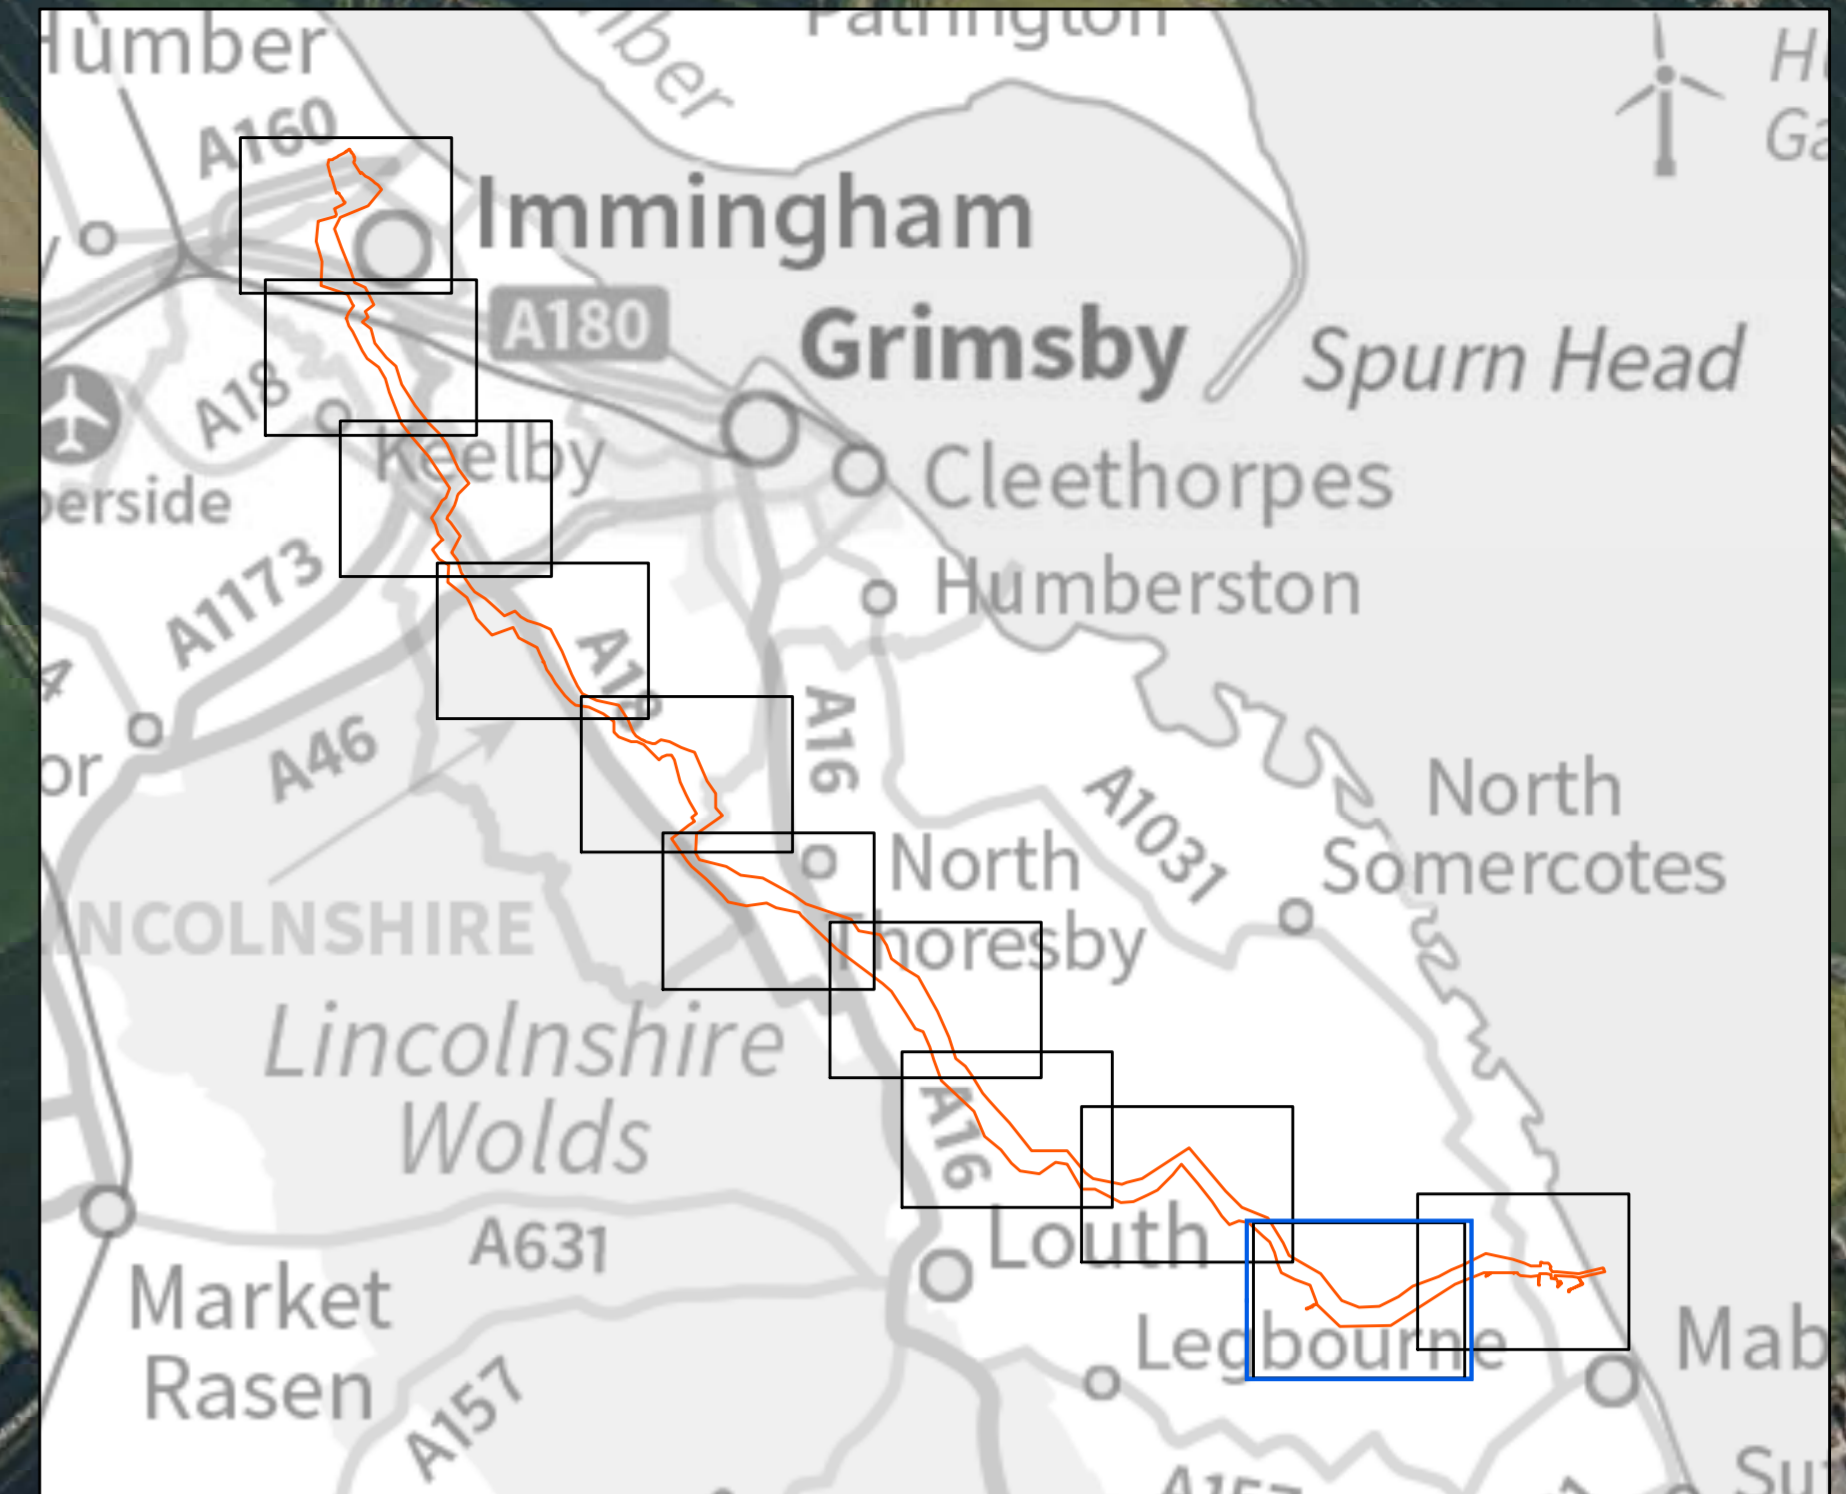 Humber
Patrington
A160
Immingham
A180
Grimsby
Spurn Head
A18
Keelby
Cleethorpes
A1173
Humberston
A18
A46
A16
A1031
North
Somercotes
North
Thoresby
Lincolnshire
Wolds
A16
A631
Louth
Market
Rasen
Legbourne
A157